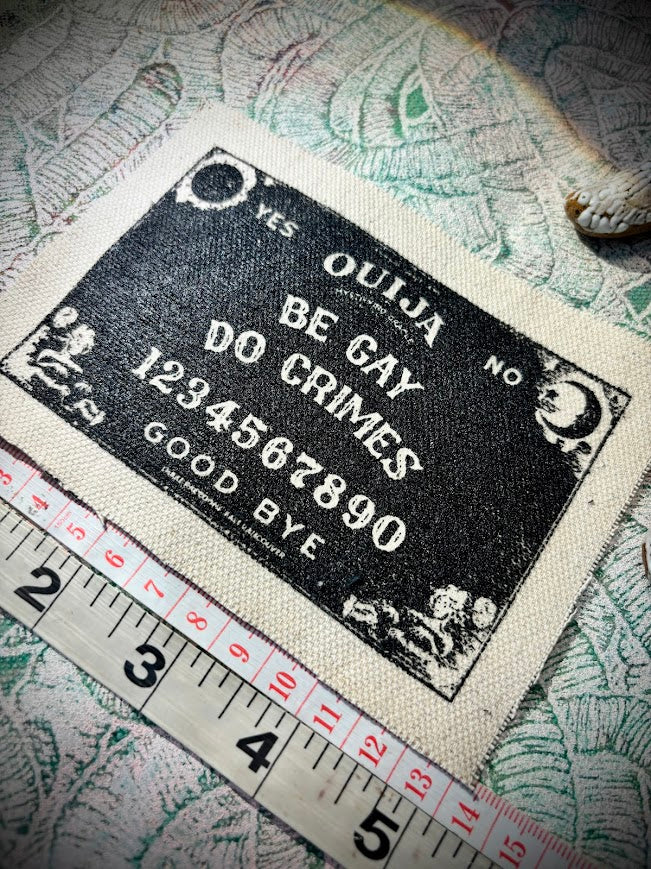 YES
OUIJA
NO
BE GAY
DO CRIMES
1234567890
GOOD BYE
3 4 5 6 7 8 9 10 11 12 13 14 15
2 3 4 5